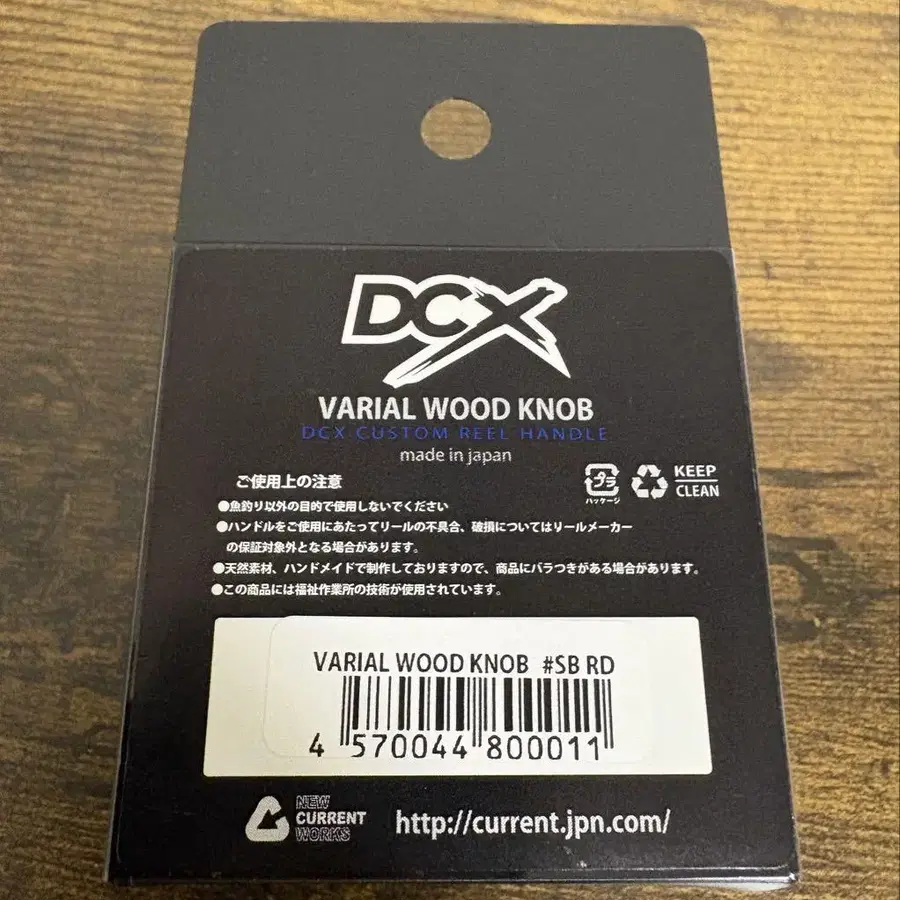 DCX
VARIAL WOOD KNOB
DCX CUSTOM REEL HANDLE
made in japan
ご使用上の注意
プラ
パッケージ
KEEP
CLEAN
●魚釣り以外の目的で使用しないでください
●ハンドルをご使用にあたってリールの不具合、破損についてはリールメーカー
の保証対象外となる場合があります。
●天然素材、ハンドメイドで制作しておりますので、商品にバラつきがある場合があります。
●この商品には福祉作業所の技術が使用されています。
VARIAL WOOD KNOB #SB RD
4 570044 800011
NEW
CURRENT
WORKS
http://current.jpn.com/